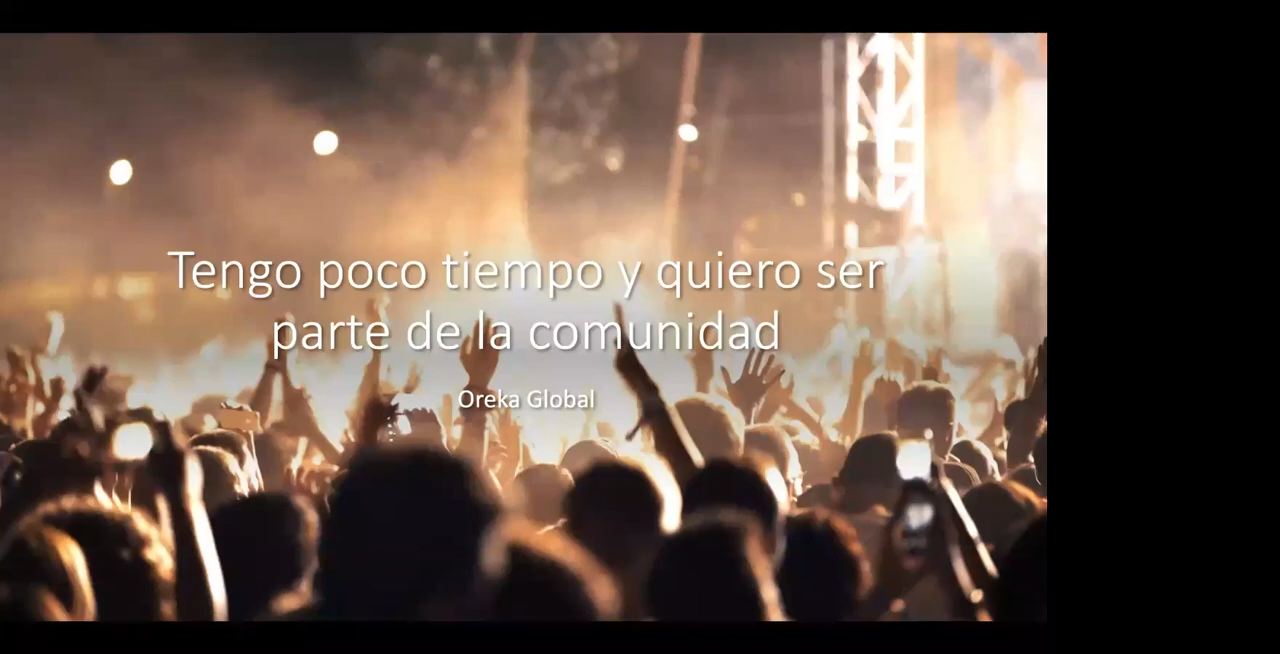 Tengo poco tiempo y quiero ser
parte de la comunidad
Oreka Global